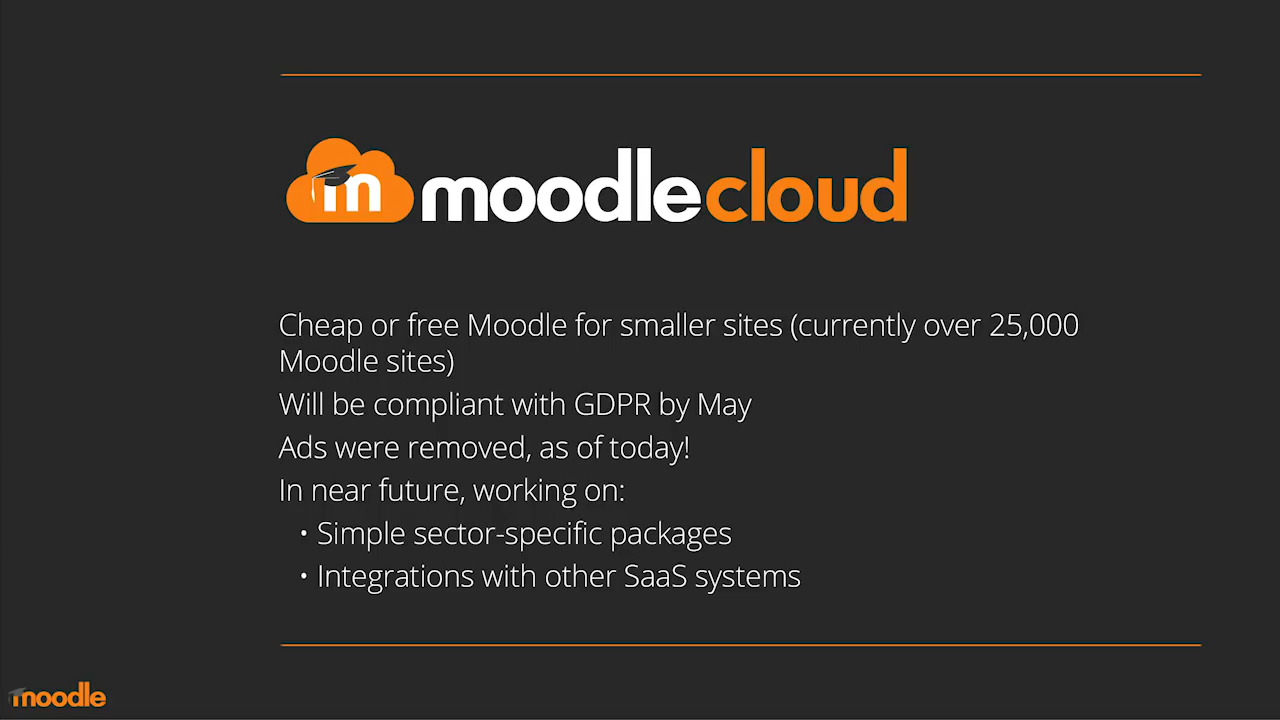 moodlecloud
Cheap or free Moodle for smaller sites (currently over 25,000
Moodle sites)
Will be compliant with GDPR by May
Ads were removed, as of today!
In near future, working on:
• Simple sector-specific packages
• Integrations with other SaaS systems
moodle